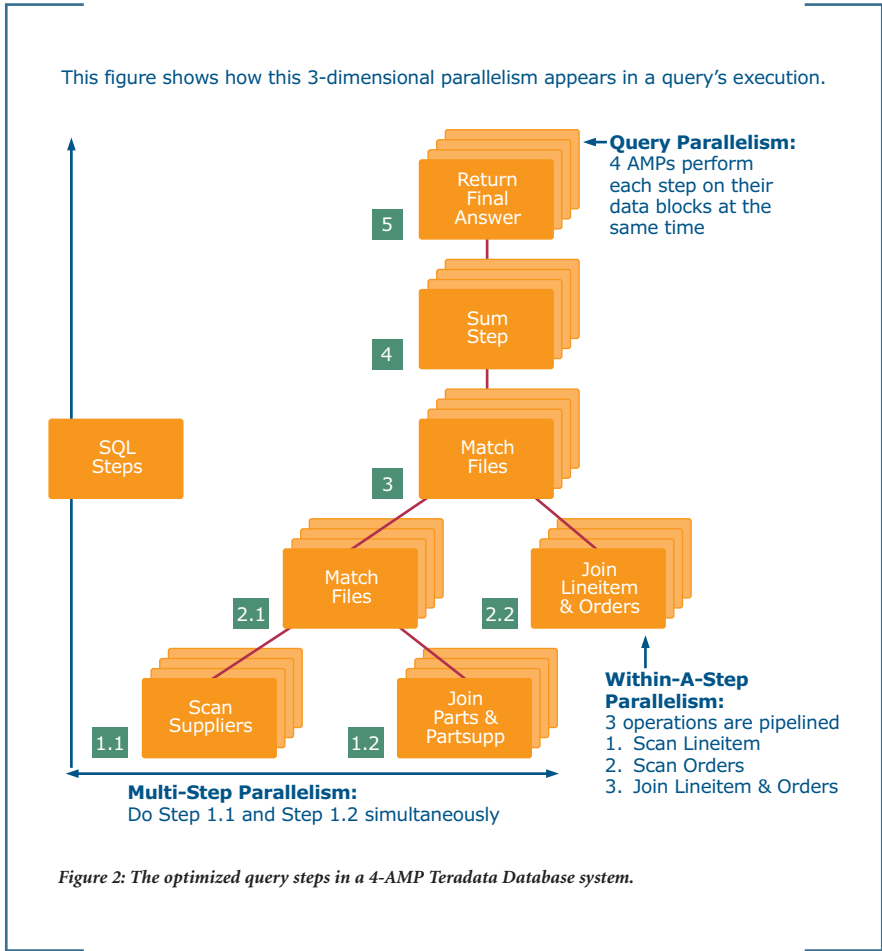 This figure shows how this 3-dimensional parallelism appears in a query’s execution.
Return
Final
Answer
5
Query Parallelism:
4 AMPs perform
each step on their
data blocks at the
same time
Sum
Step
4
SQL
Steps
Match
Files
3
Match
Files
2.1
Join
Lineitem
& Orders
2.2
Scan
Suppliers
1.1
Join
Parts &
Partsupp
1.2
Within-A-Step
Parallelism:
3 operations are pipelined
1. Scan Lineitem
2. Scan Orders
3. Join Lineitem & Orders
Multi-Step Parallelism:
Do Step 1.1 and Step 1.2 simultaneously
Figure 2: The optimized query steps in a 4-AMP Teradata Database system.